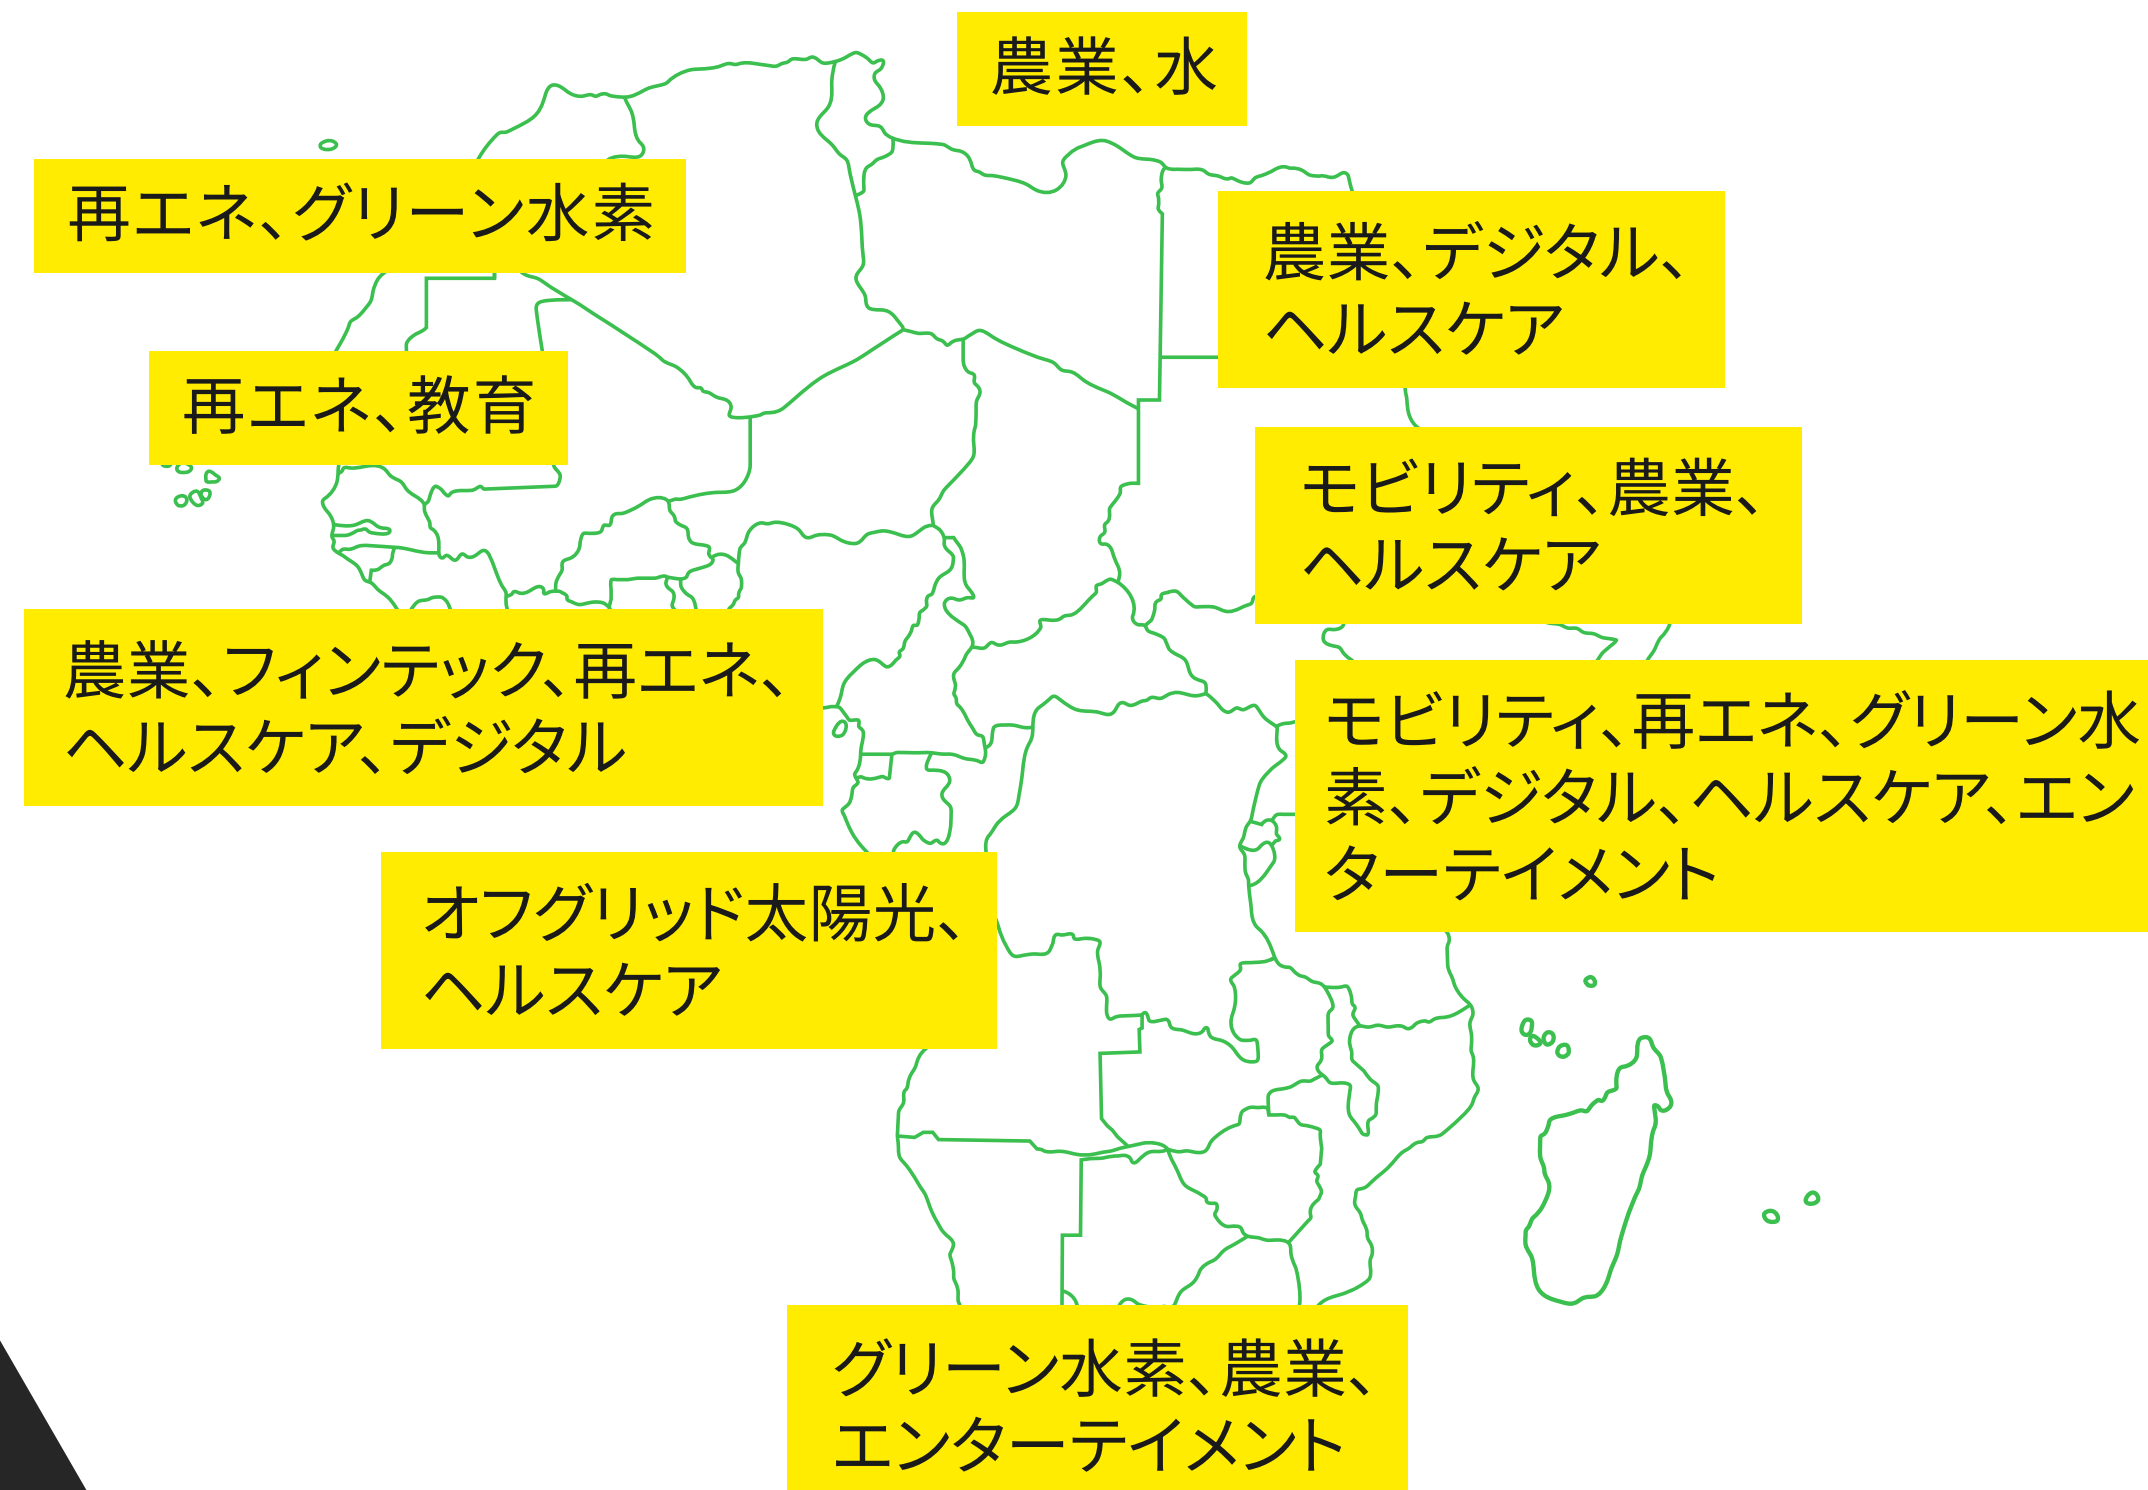 農業、水
再エネ、グリーン水素
農業、デジタル、
ヘルスケア
再エネ、教育
モビリティ、農業、
ヘルスケア
農業、フィンテック、再エネ、
ヘルスケア、デジタル
モビリティ、再エネ、グリーン水
素、デジタル、ヘルスケア、エン
ターテイメント
オフグリッド太陽光、
ヘルスケア
グリーン水素、農業、
エンターテイメント